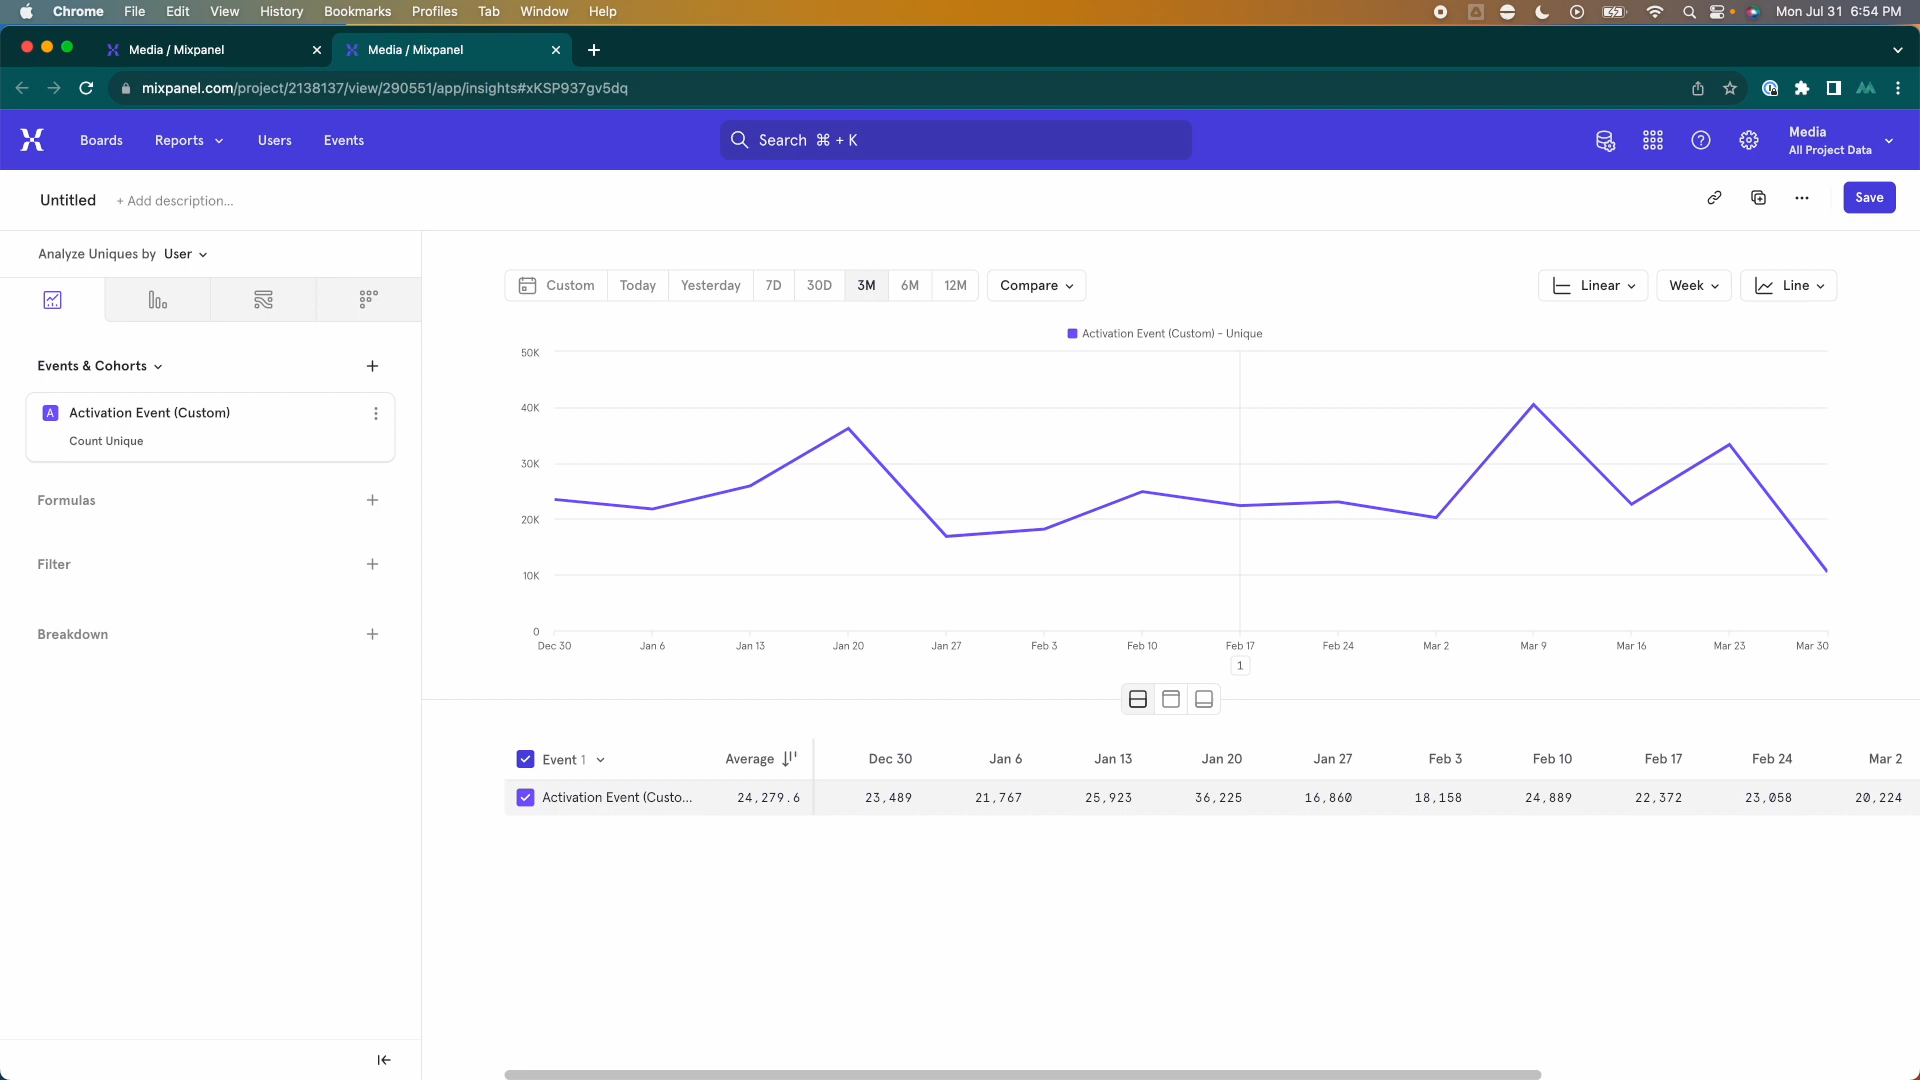 Chrome File Edit View History Bookmarks Profiles Tab Window Help Mon Jul 31 6:54 PM
Media / Mixpanel Media / Mixpanel
mixpanel.com/project/2138137/view/290551/app/insights#xKSP937gv5dq
Boards Reports Users Events Search ⌘ + K Media
All Project Data
Untitled + Add description... Save
Analyze Uniques by User
Custom Today Yesterday 7D 30D 3M 6M 12M Compare Linear Week Line
Activation Event (Custom) - Unique
Events & Cohorts
A Activation Event (Custom)
Count Unique
Formulas
Filter
Breakdown
50K
40K
30K
20K
10K
0
Dec 30 Jan 6 Jan 13 Jan 20 Jan 27 Feb 3 Feb 10 Feb 17 Feb 24 Mar 2 Mar 9 Mar 16 Mar 23 Mar 30
1
Event 1 Average Dec 30 Jan 6 Jan 13 Jan 20 Jan 27 Feb 3 Feb 10 Feb 17 Feb 24 Mar 2
Activation Event (Custo... 24,279.6 23,489 21,767 25,923 36,225 16,860 18,158 24,889 22,372 23,058 20,224